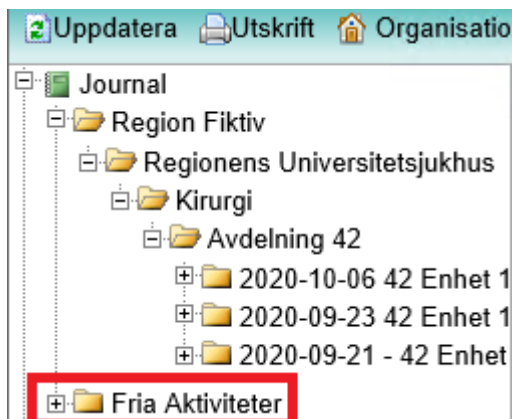 Uppdatera Utskrift Organisatio
Journal
Region Fiktiv
Regionens Universitetsjukhus
Kirurgi
Avdelning 42
2020-10-06 42 Enhet 1
2020-09-23 42 Enhet 1
2020-09-21 - 42 Enhet
Fria Aktiviteter